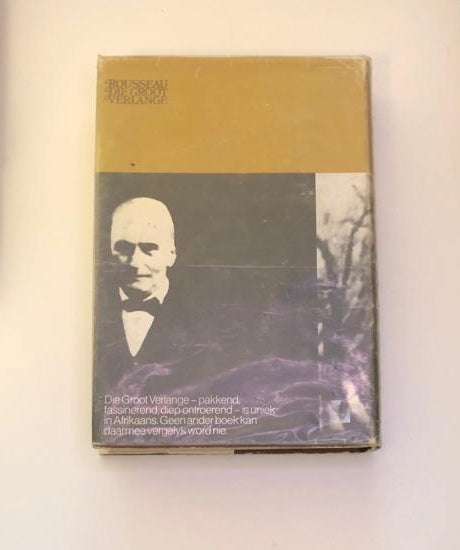 ROUSSEAU
DIE GROOT
VERLANGE
Die Groot Verlange – pakkend,
fassinerend, diep ontroerend – is uniek
in Afrikaans. Geen ander boek kan
daarmee vergelyk word nie.